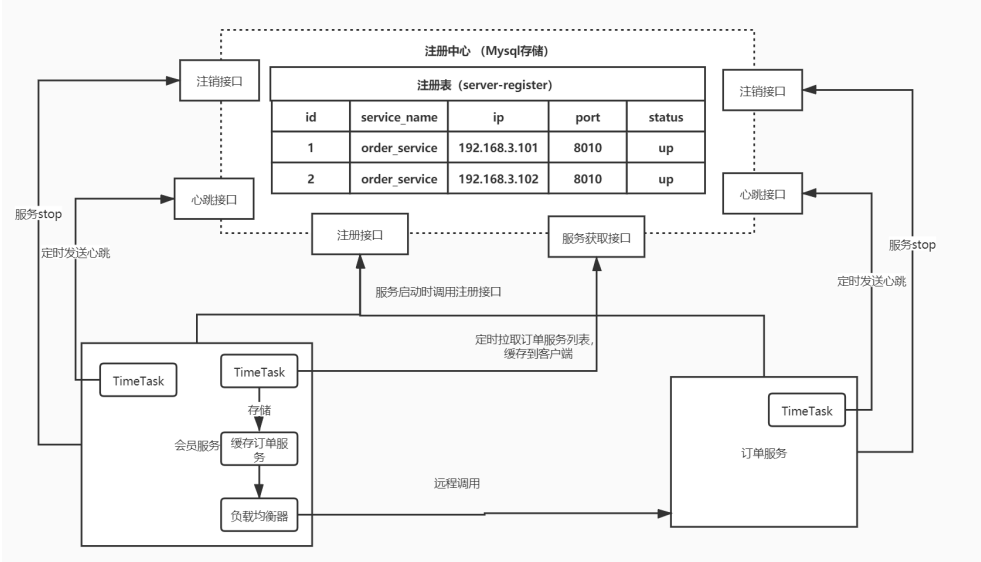 注册中心 （Mysql存储）
注销接口
注册表（server-register）
注销接口
id service_name ip port status
1 order_service 192.168.3.101 8010 up
2 order_service 192.168.3.102 8010 up
心跳接口
心跳接口
服务stop
注册接口
服务获取接口
服务stop
定时发送心跳
定时发送心跳
服务启动时调用注册接口
定时拉取订单服务列表，
缓存到客户端
TimeTask
TimeTask
存储
TimeTask
会员服务
缓存订单服
务
订单服务
远程调用
负载均衡器